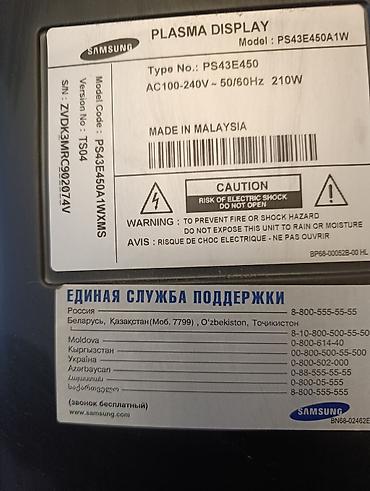 SAMSUNG
PLASMA DISPLAY
Model : PS43E450A1W
Type No.: PS43E450
AC100-240V ~ 50/60Hz 210W
MADE IN MALAYSIA
Model Code : PS43E450A1WXMS
Version No : TS04
S/N : ZVDK3MRC902074V
CAUTION
RISK OF ELECTRIC SHOCK
DO NOT OPEN
WARNING : TO PREVENT FIRE OR SHOCK HAZARD
DO NOT EXPOSE THIS UNIT TO RAIN OR MOISTURE
AVIS : RISQUE DE CHOC ELECTRIQUE - NE PAS OUVRIR
BP68-00052B-00 HL
ЕДИНАЯ СЛУЖБА ПОДДЕРЖКИ
Россия 8-800-555-55-55
Беларусь, Қазақстан(Моб. 7799) , O'zbekiston, Тоҷикистон
8-10-800-500-55-50
Moldova 0-800-614-40
Кыргызстан 00-800-500-55-500
Україна 0-800-502-000
Azərbaycan 0-88-555-55-55
Հայաստան 0-800-05-555
საქართველო 8-800-555-555
(звонок бесплатный)
www.samsung.com
SAMSUNG
BN68-02462E